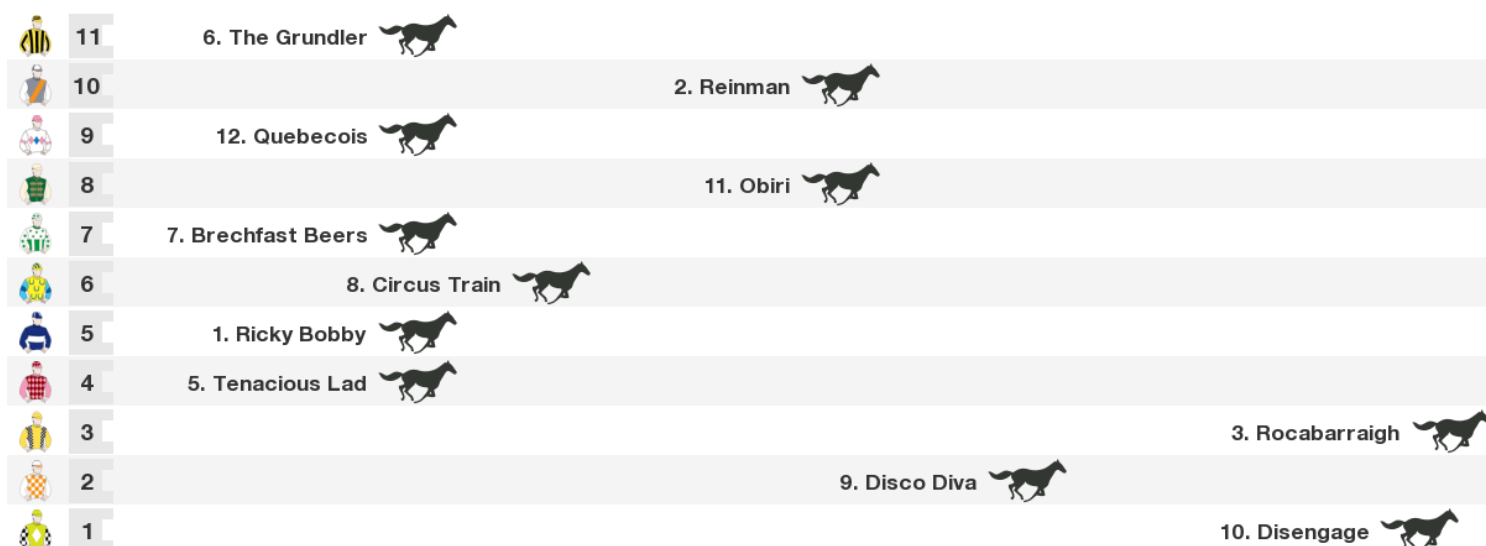 11 6. The Grundler
10 2. Reinman
9 12. Quebecois
8 11. Obiri
7 7. Brechfast Beers
6 8. Circus Train
5 1. Ricky Bobby
4 5. Tenacious Lad
3 3. Rocabarraigh
2 9. Disco Diva
1 10. Disengage